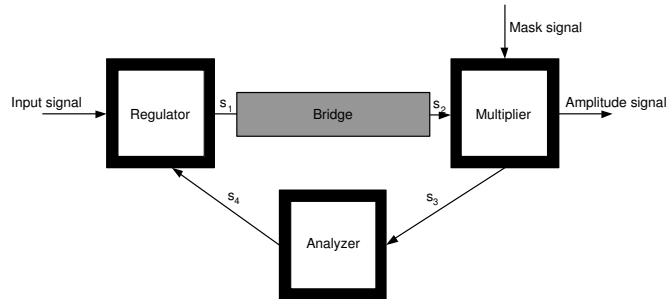 Mask signal
Input signal
Regulator
s1
Bridge
s2
Multiplier
Amplitude signal
s4
s3
Analyzer